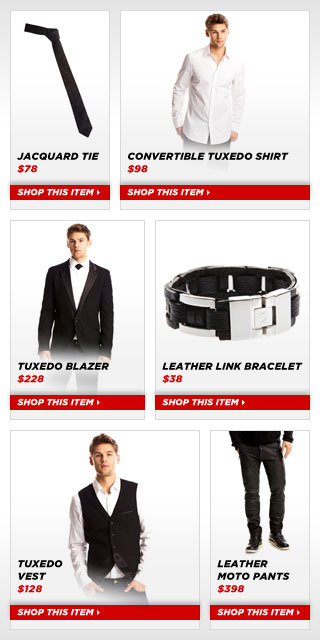 JACQUARD TIE
$78
SHOP THIS ITEM
CONVERTIBLE TUXEDO SHIRT
$98
SHOP THIS ITEM
TUXEDO BLAZER
$228
SHOP THIS ITEM
LEATHER LINK BRACELET
$38
SHOP THIS ITEM
TUXEDO
VEST
$128
SHOP THIS ITEM
LEATHER
MOTO PANTS
$398
SHOP THIS ITEM